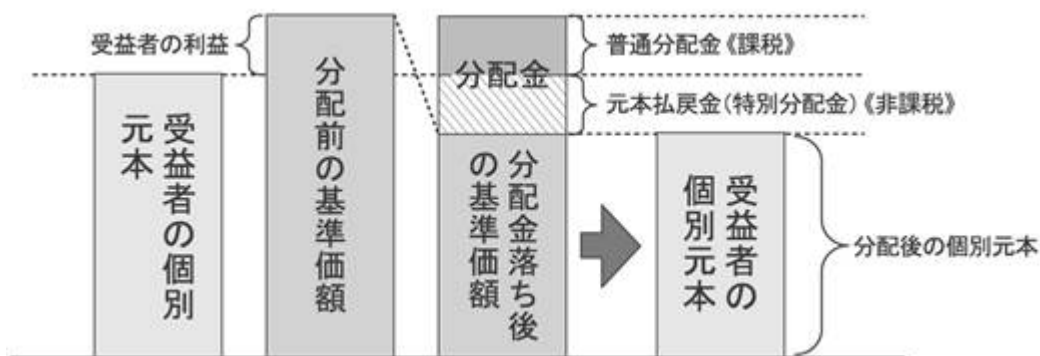 受益者の利益
受益者の個別
元本
分配前の基準価額
分配金
分配金落ち後
の基準価額
普通分配金《課税》
元本払戻金(特別分配金)《非課税》
受益者の
個別元本
分配後の個別元本